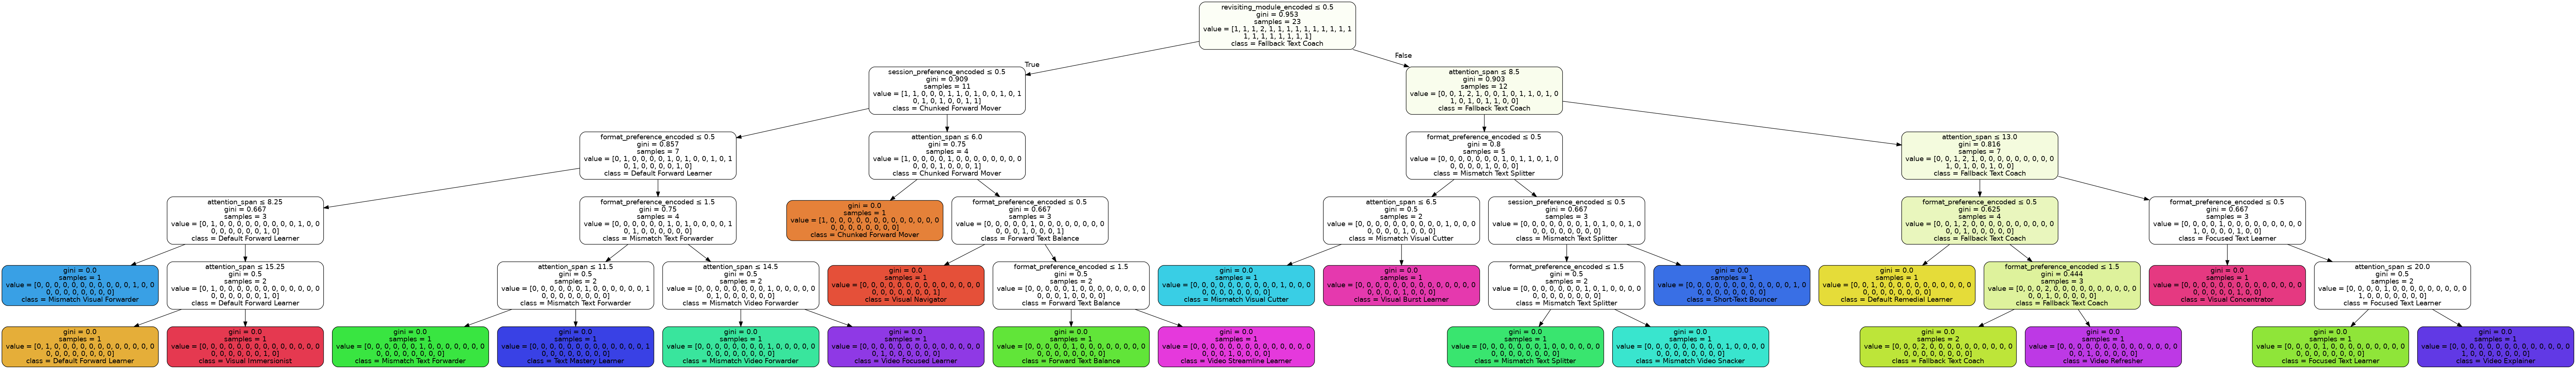 revisiting_module_encoded ≤ 0.5
gini = 0.953
samples = 23
value = [1, 1, 1, 2, 1, 1, 1, 1, 1, 1, 1, 1, 1, 1
1, 1, 1, 1, 1, 1, 1, 1]
class = Fallback Text Coach
True
False
session_preference_encoded ≤ 0.5
gini = 0.909
samples = 11
value = [1, 1, 0, 0, 0, 1, 1, 0, 1, 0, 0, 1, 0, 1
0, 1, 0, 1, 0, 0, 1, 1]
class = Chunked Forward Mover
attention_span ≤ 8.5
gini = 0.903
samples = 12
value = [0, 0, 1, 2, 1, 0, 0, 1, 0, 1, 1, 0, 1, 0
1, 0, 1, 0, 1, 1, 0, 0]
class = Fallback Text Coach
format_preference_encoded ≤ 0.5
gini = 0.857
samples = 7
value = [0, 1, 0, 0, 0, 0, 1, 0, 1, 0, 0, 1, 0, 1
0, 1, 0, 0, 0, 0, 1, 0]
class = Default Forward Learner
attention_span ≤ 6.0
gini = 0.75
samples = 4
value = [1, 0, 0, 0, 0, 1, 0, 0, 0, 0, 0, 0, 0, 0
0, 0, 0, 1, 0, 0, 0, 1]
class = Chunked Forward Mover
format_preference_encoded ≤ 0.5
gini = 0.8
samples = 5
value = [0, 0, 0, 0, 0, 0, 0, 1, 0, 1, 1, 0, 1, 0
0, 0, 0, 0, 1, 0, 0, 0]
class = Mismatch Text Splitter
attention_span ≤ 13.0
gini = 0.816
samples = 7
value = [0, 0, 1, 2, 1, 0, 0, 0, 0, 0, 0, 0, 0, 0
1, 0, 1, 0, 0, 1, 0, 0]
class = Fallback Text Coach
attention_span ≤ 8.25
gini = 0.667
samples = 3
value = [0, 1, 0, 0, 0, 0, 0, 0, 0, 0, 0, 1, 0, 0
0, 0, 0, 0, 0, 0, 1, 0]
class = Default Forward Learner
format_preference_encoded ≤ 1.5
gini = 0.75
samples = 4
value = [0, 0, 0, 0, 0, 0, 1, 0, 1, 0, 0, 0, 0, 1
0, 1, 0, 0, 0, 0, 0, 0]
class = Mismatch Text Forwarder
gini = 0.0
samples = 1
value = [1, 0, 0, 0, 0, 0, 0, 0, 0, 0, 0, 0, 0, 0
0, 0, 0, 0, 0, 0, 0, 0]
class = Chunked Forward Mover
format_preference_encoded ≤ 0.5
gini = 0.667
samples = 3
value = [0, 0, 0, 0, 0, 1, 0, 0, 0, 0, 0, 0, 0, 0
0, 0, 0, 1, 0, 0, 0, 1]
class = Forward Text Balance
attention_span ≤ 6.5
gini = 0.5
samples = 2
value = [0, 0, 0, 0, 0, 0, 0, 0, 0, 0, 1, 0, 0, 0
0, 0, 0, 0, 1, 0, 0, 0]
class = Mismatch Visual Cutter
session_preference_encoded ≤ 0.5
gini = 0.667
samples = 3
value = [0, 0, 0, 0, 0, 0, 0, 1, 0, 1, 0, 0, 1, 0
0, 0, 0, 0, 0, 0, 0, 0]
class = Mismatch Text Splitter
format_preference_encoded ≤ 0.5
gini = 0.625
samples = 4
value = [0, 0, 1, 2, 0, 0, 0, 0, 0, 0, 0, 0, 0, 0
0, 0, 1, 0, 0, 0, 0, 0]
class = Fallback Text Coach
format_preference_encoded ≤ 0.5
gini = 0.667
samples = 3
value = [0, 0, 0, 0, 1, 0, 0, 0, 0, 0, 0, 0, 0, 0
1, 0, 0, 0, 0, 1, 0, 0]
class = Focused Text Learner
gini = 0.0
samples = 1
value = [0, 0, 0, 0, 0, 0, 0, 0, 0, 0, 0, 1, 0, 0
0, 0, 0, 0, 0, 0, 0, 0]
class = Mismatch Visual Forwarder
attention_span ≤ 15.25
gini = 0.5
samples = 2
value = [0, 1, 0, 0, 0, 0, 0, 0, 0, 0, 0, 0, 0, 0
0, 0, 0, 0, 0, 0, 1, 0]
class = Default Forward Learner
attention_span ≤ 11.5
gini = 0.5
samples = 2
value = [0, 0, 0, 0, 0, 0, 1, 0, 0, 0, 0, 0, 0, 1
0, 0, 0, 0, 0, 0, 0, 0]
class = Mismatch Text Forwarder
attention_span ≤ 14.5
gini = 0.5
samples = 2
value = [0, 0, 0, 0, 0, 0, 0, 0, 1, 0, 0, 0, 0, 0
0, 1, 0, 0, 0, 0, 0, 0]
class = Mismatch Video Forwarder
gini = 0.0
samples = 1
value = [0, 0, 0, 0, 0, 0, 0, 0, 0, 0, 0, 0, 0, 0
0, 0, 0, 0, 0, 0, 0, 1]
class = Visual Navigator
format_preference_encoded ≤ 1.5
gini = 0.5
samples = 2
value = [0, 0, 0, 0, 0, 1, 0, 0, 0, 0, 0, 0, 0, 0
0, 0, 0, 1, 0, 0, 0, 0]
class = Forward Text Balance
gini = 0.0
samples = 1
value = [0, 0, 0, 0, 0, 0, 0, 0, 0, 0, 1, 0, 0, 0
0, 0, 0, 0, 0, 0, 0, 0]
class = Mismatch Visual Cutter
gini = 0.0
samples = 1
value = [0, 0, 0, 0, 0, 0, 0, 0, 0, 0, 0, 0, 0, 0
0, 0, 0, 0, 1, 0, 0, 0]
class = Visual Burst Learner
format_preference_encoded ≤ 1.5
gini = 0.5
samples = 2
value = [0, 0, 0, 0, 0, 0, 0, 1, 0, 1, 0, 0, 0, 0
0, 0, 0, 0, 0, 0, 0, 0]
class = Mismatch Text Splitter
gini = 0.0
samples = 1
value = [0, 0, 0, 0, 0, 0, 0, 0, 0, 0, 0, 0, 1, 0
0, 0, 0, 0, 0, 0, 0, 0]
class = Short-Text Bouncer
gini = 0.0
samples = 1
value = [0, 0, 1, 0, 0, 0, 0, 0, 0, 0, 0, 0, 0, 0
0, 0, 0, 0, 0, 0, 0, 0]
class = Default Remedial Learner
format_preference_encoded ≤ 1.5
gini = 0.444
samples = 3
value = [0, 0, 0, 2, 0, 0, 0, 0, 0, 0, 0, 0, 0, 0
0, 0, 1, 0, 0, 0, 0, 0]
class = Fallback Text Coach
gini = 0.0
samples = 1
value = [0, 0, 0, 0, 0, 0, 0, 0, 0, 0, 0, 0, 0, 0
0, 0, 0, 0, 0, 1, 0, 0]
class = Visual Concentrator
attention_span ≤ 20.0
gini = 0.5
samples = 2
value = [0, 0, 0, 0, 1, 0, 0, 0, 0, 0, 0, 0, 0, 0
1, 0, 0, 0, 0, 0, 0, 0]
class = Focused Text Learner
gini = 0.0
samples = 1
value = [0, 1, 0, 0, 0, 0, 0, 0, 0, 0, 0, 0, 0, 0
0, 0, 0, 0, 0, 0, 0, 0]
class = Default Forward Learner
gini = 0.0
samples = 1
value = [0, 0, 0, 0, 0, 0, 0, 0, 0, 0, 0, 0, 0, 0
0, 0, 0, 0, 0, 0, 1, 0]
class = Visual Immersionist
gini = 0.0
samples = 1
value = [0, 0, 0, 0, 0, 0, 1, 0, 0, 0, 0, 0, 0, 0
0, 0, 0, 0, 0, 0, 0, 0]
class = Mismatch Text Forwarder
gini = 0.0
samples = 1
value = [0, 0, 0, 0, 0, 0, 0, 0, 0, 0, 0, 0, 0, 1
0, 0, 0, 0, 0, 0, 0, 0]
class = Text Mastery Learner
gini = 0.0
samples = 1
value = [0, 0, 0, 0, 0, 0, 0, 0, 1, 0, 0, 0, 0, 0
0, 0, 0, 0, 0, 0, 0, 0]
class = Mismatch Video Forwarder
gini = 0.0
samples = 1
value = [0, 0, 0, 0, 0, 0, 0, 0, 0, 0, 0, 0, 0, 0
0, 1, 0, 0, 0, 0, 0, 0]
class = Video Focused Learner
gini = 0.0
samples = 1
value = [0, 0, 0, 0, 0, 1, 0, 0, 0, 0, 0, 0, 0, 0
0, 0, 0, 0, 0, 0, 0, 0]
class = Forward Text Balance
gini = 0.0
samples = 1
value = [0, 0, 0, 0, 0, 0, 0, 0, 0, 0, 0, 0, 0, 0
0, 0, 0, 1, 0, 0, 0, 0]
class = Video Streamline Learner
gini = 0.0
samples = 1
value = [0, 0, 0, 0, 0, 0, 0, 1, 0, 0, 0, 0, 0, 0
0, 0, 0, 0, 0, 0, 0, 0]
class = Mismatch Text Splitter
gini = 0.0
samples = 1
value = [0, 0, 0, 0, 0, 0, 0, 0, 0, 1, 0, 0, 0, 0
0, 0, 0, 0, 0, 0, 0, 0]
class = Mismatch Video Snacker
gini = 0.0
samples = 2
value = [0, 0, 0, 2, 0, 0, 0, 0, 0, 0, 0, 0, 0, 0
0, 0, 0, 0, 0, 0, 0, 0]
class = Fallback Text Coach
gini = 0.0
samples = 1
value = [0, 0, 0, 0, 0, 0, 0, 0, 0, 0, 0, 0, 0, 0
0, 0, 1, 0, 0, 0, 0, 0]
class = Video Refresher
gini = 0.0
samples = 1
value = [0, 0, 0, 0, 1, 0, 0, 0, 0, 0, 0, 0, 0, 0
0, 0, 0, 0, 0, 0, 0, 0]
class = Focused Text Learner
gini = 0.0
samples = 1
value = [0, 0, 0, 0, 0, 0, 0, 0, 0, 0, 0, 0, 0, 0
1, 0, 0, 0, 0, 0, 0, 0]
class = Video Explainer